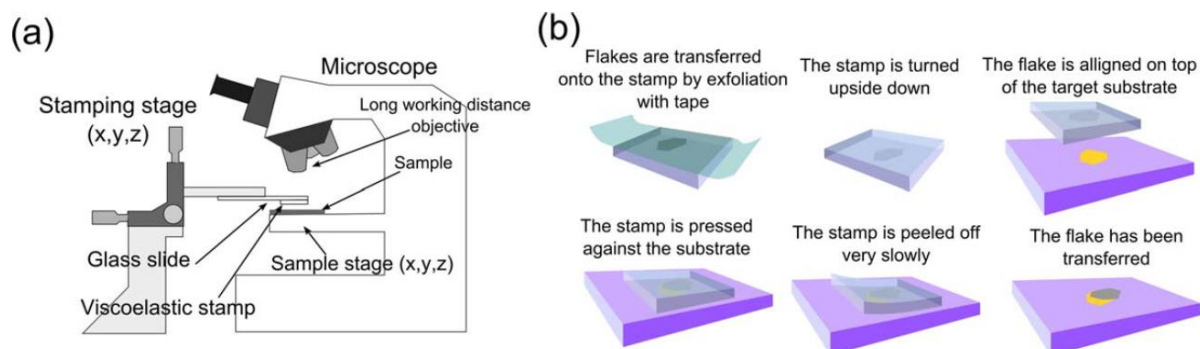 (a)
Microscope
Stamping stage
(x,y,z)
Long working distance
objective
Sample
Glass slide
Sample stage (x,y,z)
Viscoelastic stamp
(b)
Flakes are transferred
onto the stamp by exfoliation
with tape
The stamp is turned
upside down
The flake is alligned on top
of the target substrate
The stamp is pressed
against the substrate
The stamp is peeled off
very slowly
The flake has been
transferred